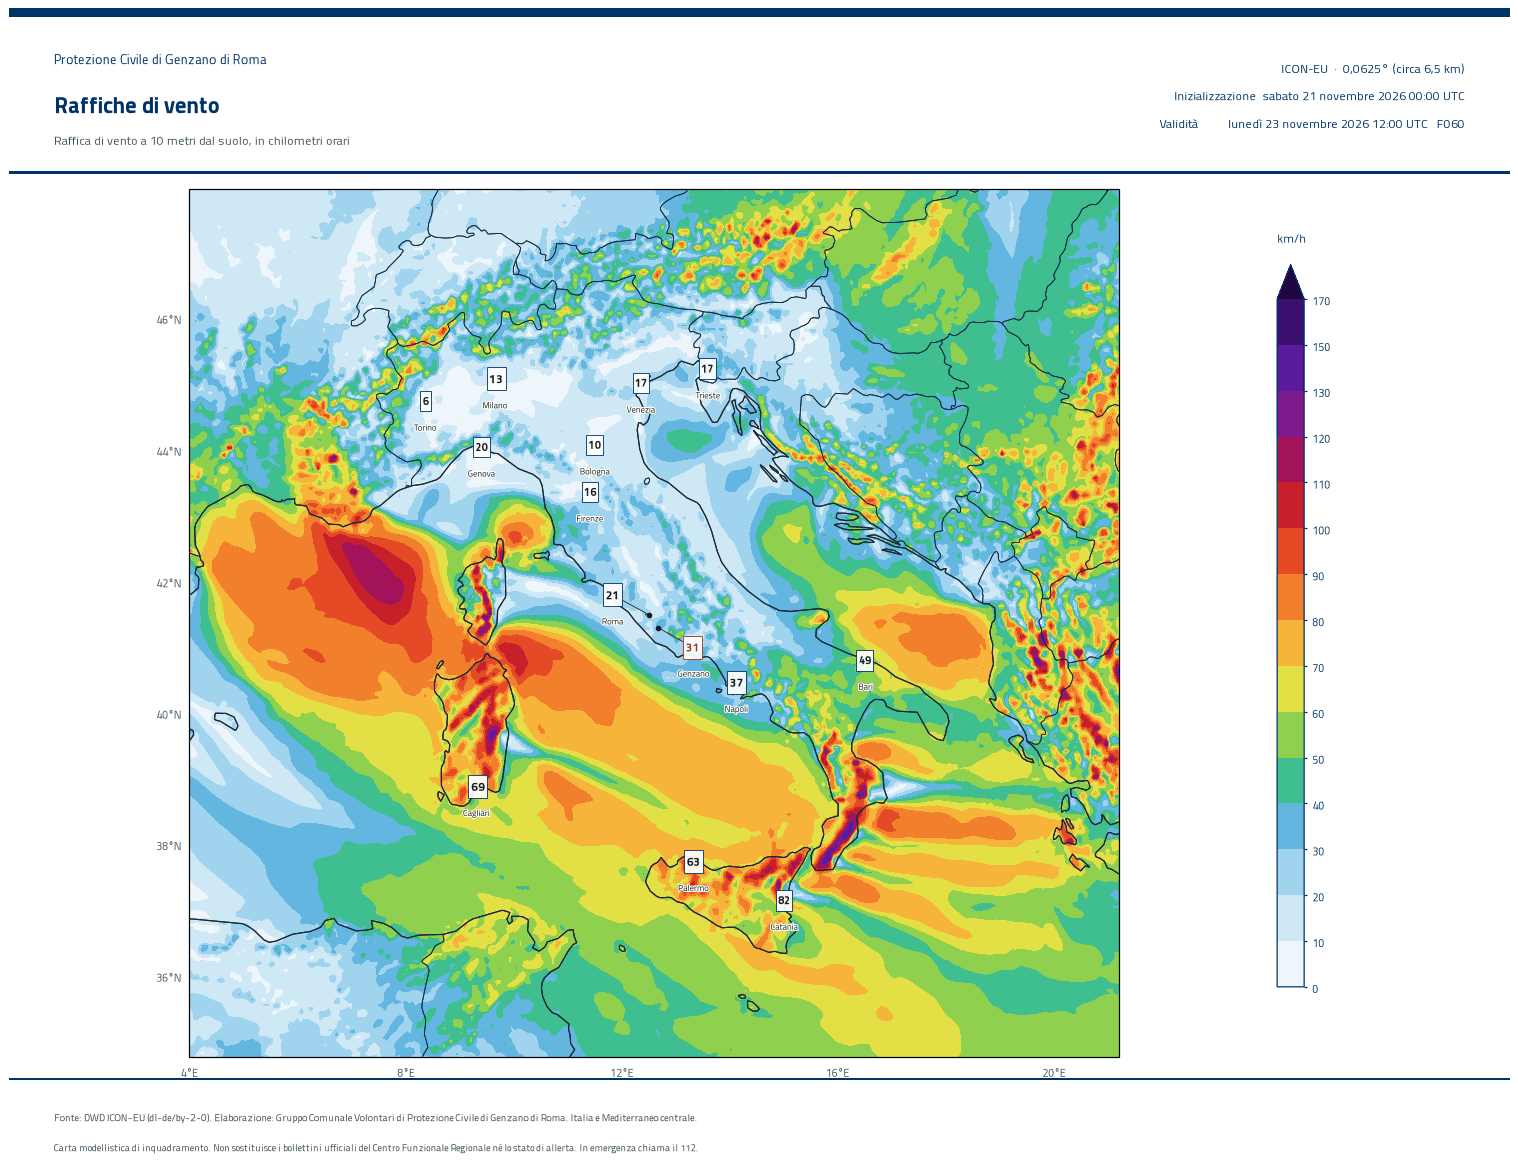 Protezione Civile di Genzano di Roma
Raffiche di vento
Raffica di vento a 10 metri dal suolo, in chilometri orari
ICON-EU · 0,0625° (circa 6,5 km)
Inizializzazione sabato 21 novembre 2026 00:00 UTC
Validità lunedì 23 novembre 2026 12:00 UTC F060
km/h
170
150
130
120
110
100
90
80
70
60
50
40
30
20
10
0
46°N
44°N
42°N
40°N
38°N
36°N
4°E
8°E
12°E
16°E
20°E
17
Trieste
13
Milano
17
Venezia
6
Torino
20
Genova
10
Bologna
16
Firenze
21
Roma
31
Genzano
49
Bari
37
Napoli
69
Cagliari
63
Palermo
82
Catania
Fonte: DWD ICON-EU (dl-de/by-2-0). Elaborazione: Gruppo Comunale Volontari di Protezione Civile di Genzano di Roma. Italia e Mediterraneo centrale.
Carta modellistica di inquadramento. Non sostituisce i bollettini ufficiali del Centro Funzionale Regionale né lo stato di allerta. In emergenza chiama il 112.